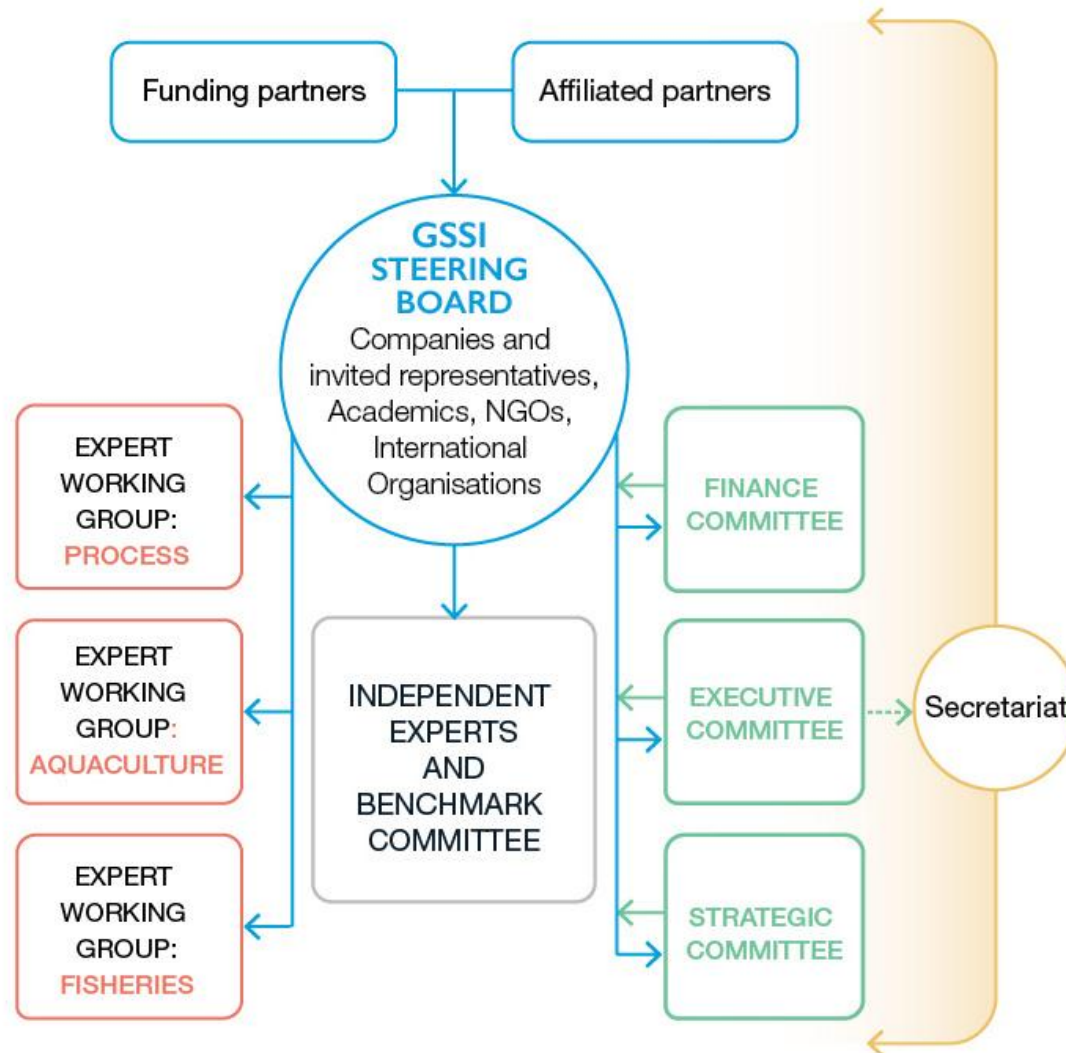 Funding partners
Affiliated partners
GSSI
STEERING
BOARD
Companies and
invited representatives,
Academics, NGOs,
International
Organisations
EXPERT
WORKING
GROUP:
PROCESS
EXPERT
WORKING
GROUP:
AQUACULTURE
EXPERT
WORKING
GROUP:
FISHERIES
INDEPENDENT
EXPERTS
AND
BENCHMARK
COMMITTEE
FINANCE
COMMITTEE
EXECUTIVE
COMMITTEE
STRATEGIC
COMMITTEE
Secretariat